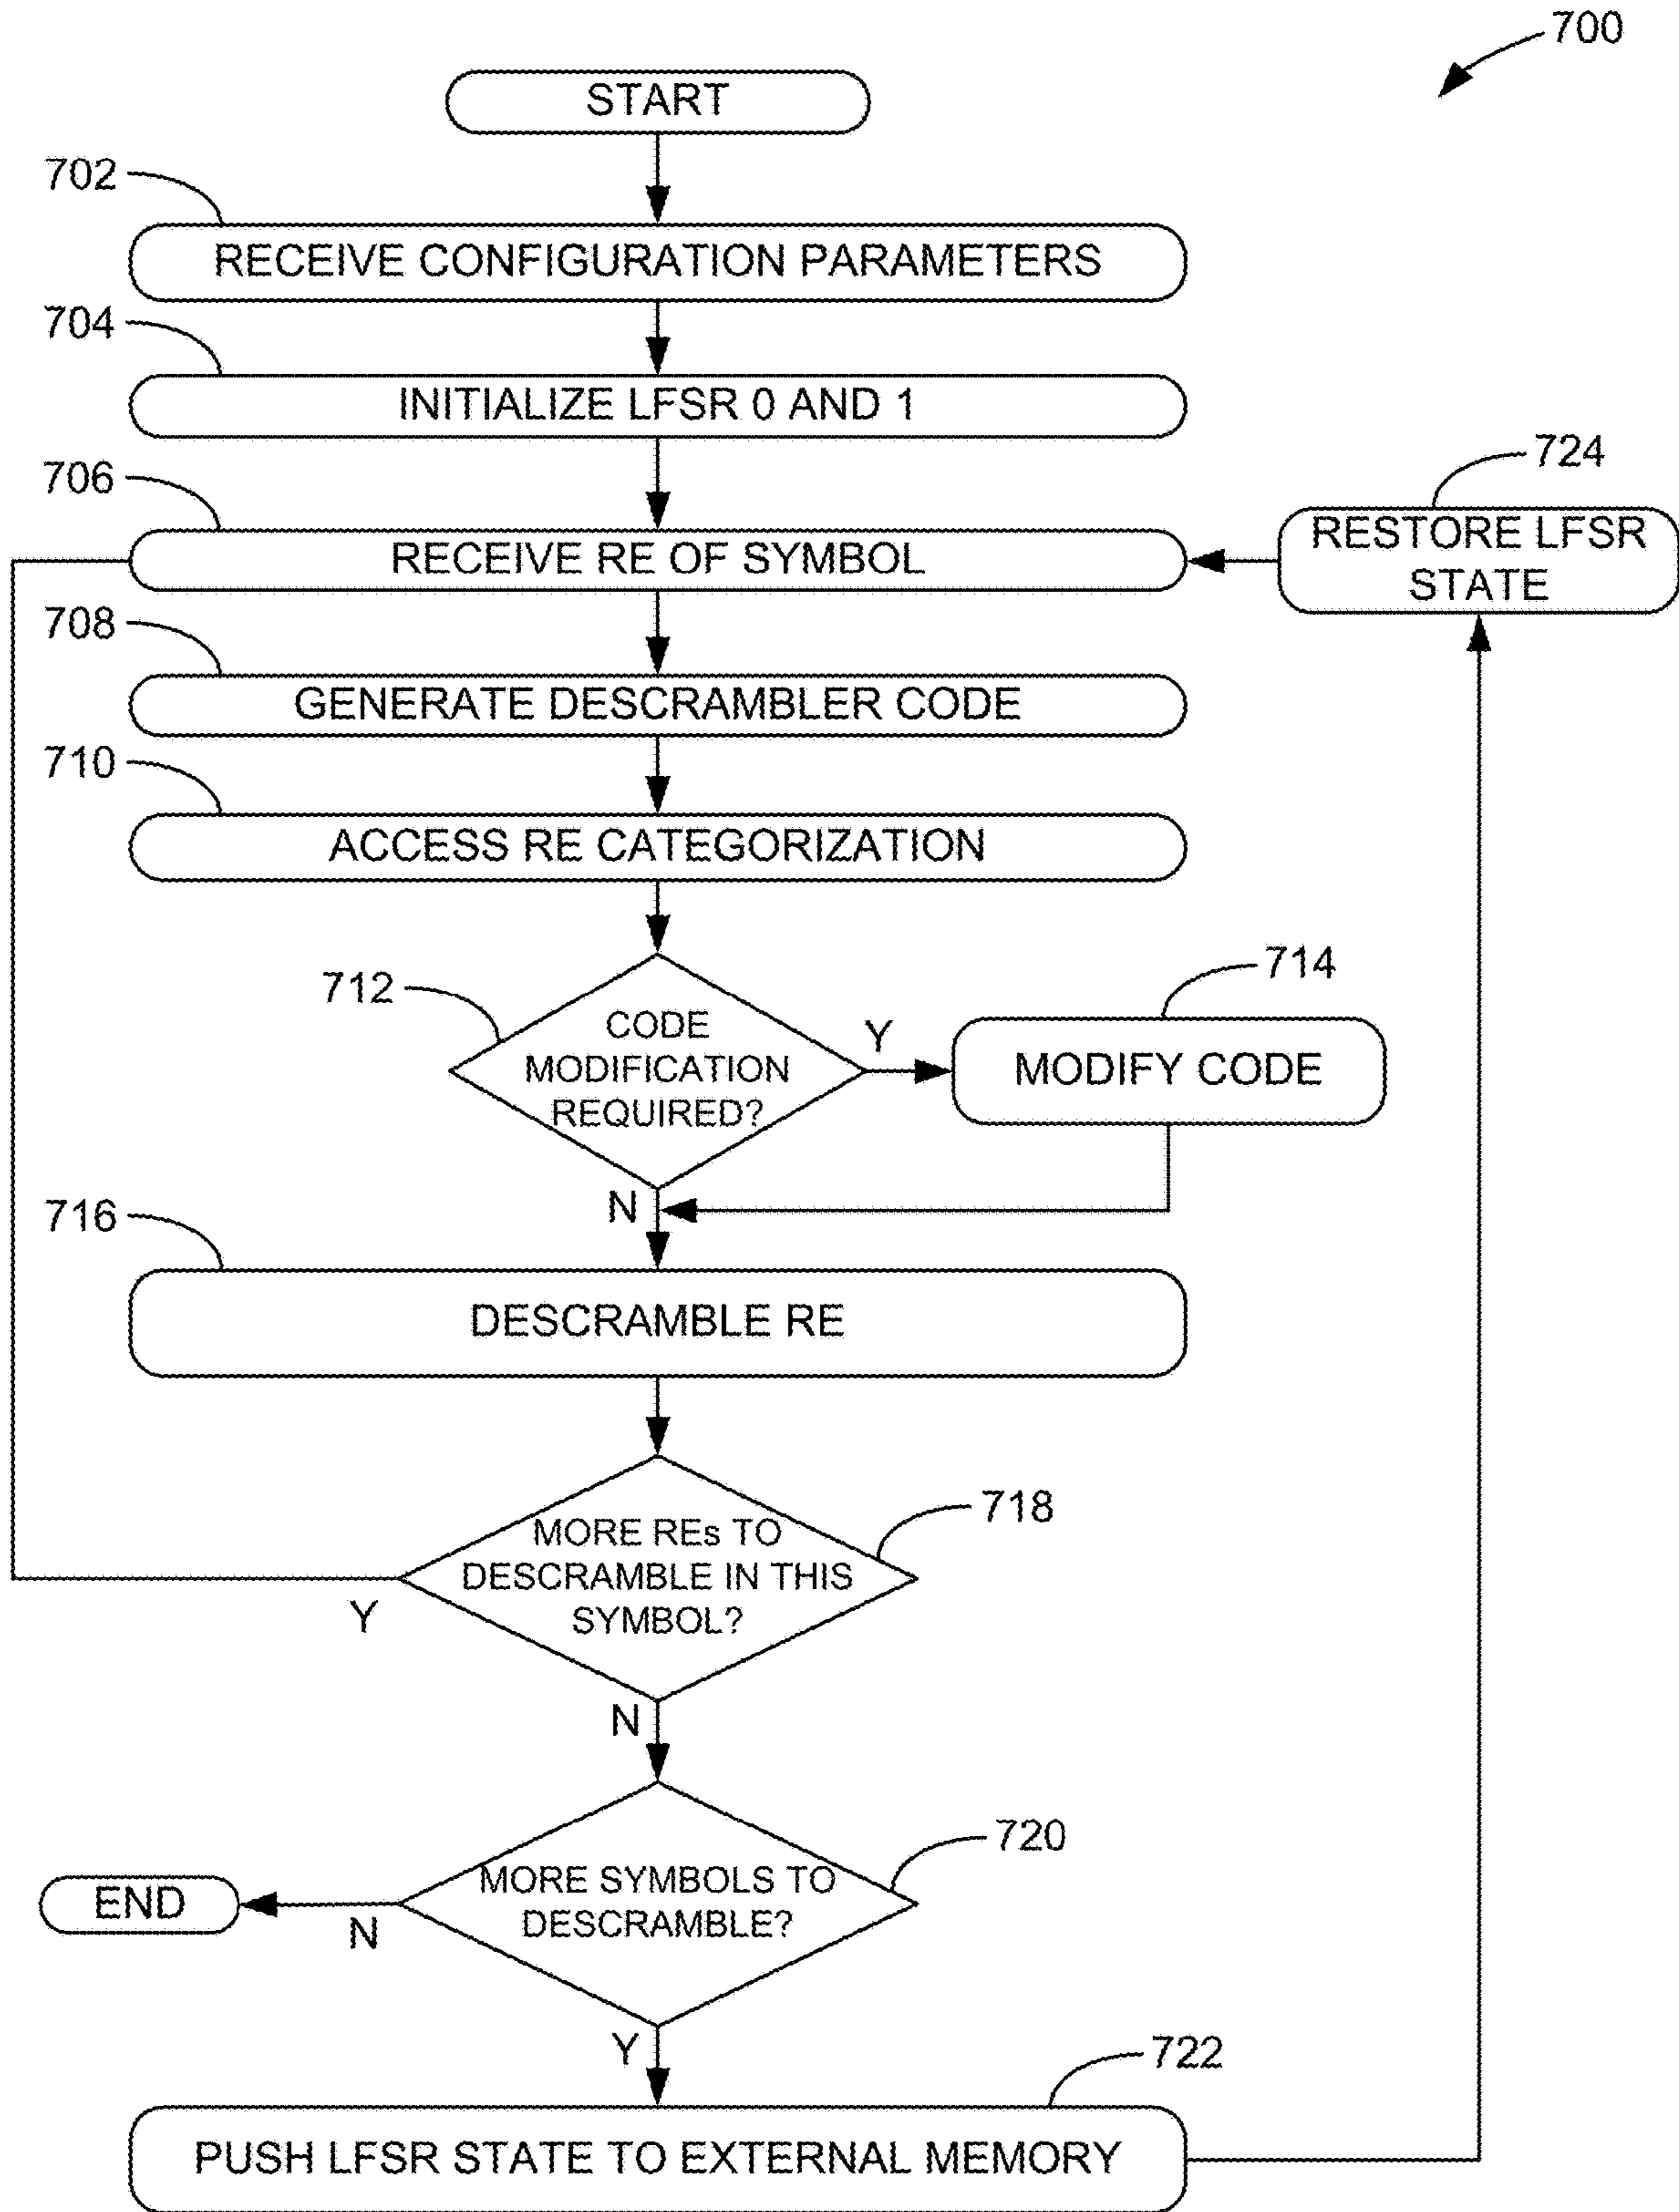 700
START
702
RECEIVE CONFIGURATION PARAMETERS
704
INITIALIZE LFSR 0 AND 1
706
RECEIVE RE OF SYMBOL
724
RESTORE LFSR
STATE
708
GENERATE DESCRAMBLER CODE
710
ACCESS RE CATEGORIZATION
712
CODE
MODIFICATION
REQUIRED?
Y
714
MODIFY CODE
N
716
DESCRAMBLE RE
718
MORE REs TO
DESCRAMBLE IN THIS
SYMBOL?
Y
N
720
MORE SYMBOLS TO
DESCRAMBLE?
END
N
Y
722
PUSH LFSR STATE TO EXTERNAL MEMORY